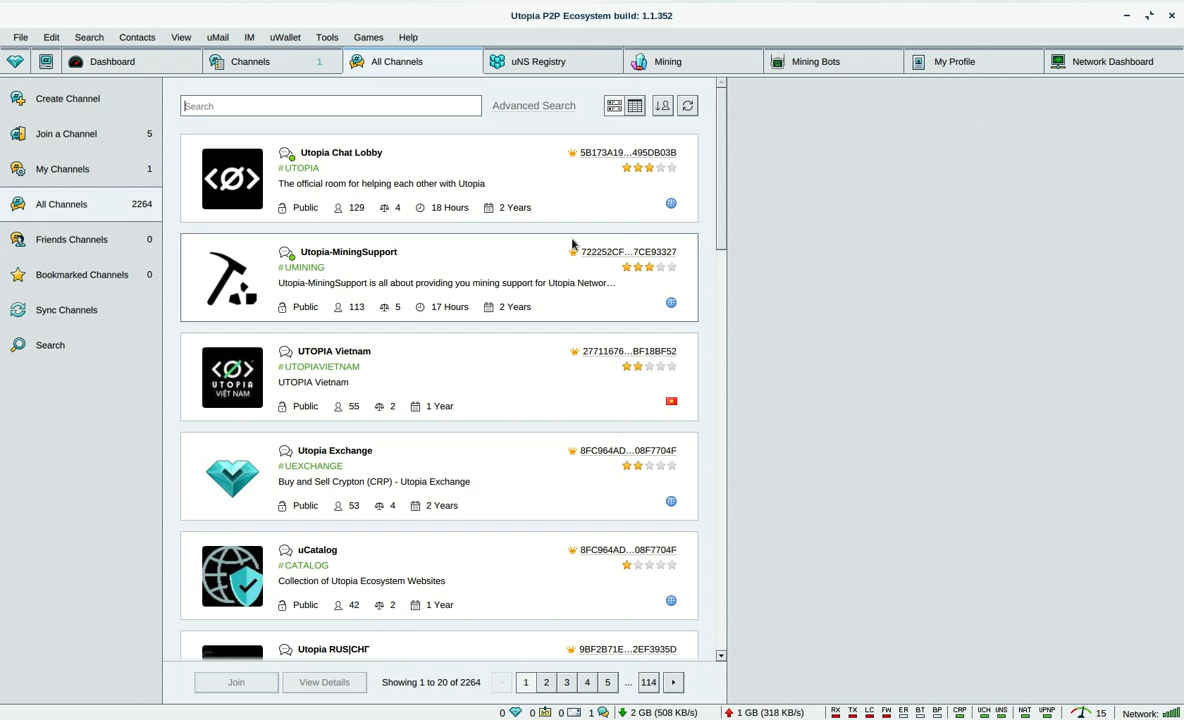 Utopia P2P Ecosystem build: 1.1.352
File Edit Search Contacts View uMail IM uWallet Tools Games Help
Dashboard Channels 1 All Channels uNS Registry Mining Mining Bots My Profile Network Dashboard
Create Channel
Join a Channel 5
My Channels 1
All Channels 2264
Friends Channels 0
Bookmarked Channels 0
Sync Channels
Search
Search Advanced Search
Utopia Chat Lobby 5B173A19...495DB03B
#UTOPIA
The official room for helping each other with Utopia
Public 129 4 18 Hours 2 Years
Utopia-MiningSupport 722252CF...7CE93327
#UMINING
Utopia-MiningSupport is all about providing you mining support for Utopia Networ...
Public 113 5 17 Hours 2 Years
UTOPIA
VIỆT NAM
UTOPIA Vietnam 27711676...BF18BF52
#UTOPIAVIETNAM
UTOPIA Vietnam
Public 55 2 1 Year
Utopia Exchange 8FC964AD...08F7704F
#UEXCHANGE
Buy and Sell Crypton (CRP) - Utopia Exchange
Public 53 4 2 Years
uCatalog 8FC964AD...08F7704F
#CATALOG
Collection of Utopia Ecosystem Websites
Public 42 2 1 Year
Utopia RUS|СНГ 9BF2B71E...2EF3935D
Join View Details Showing 1 to 20 of 2264 1 2 3 4 5 ... 114
0 0 0 1 2 GB (508 KB/s) 1 GB (318 KB/s) RX TX LC FW ER BT BP CRP UCH UNS NAT UPNP 15 Network: